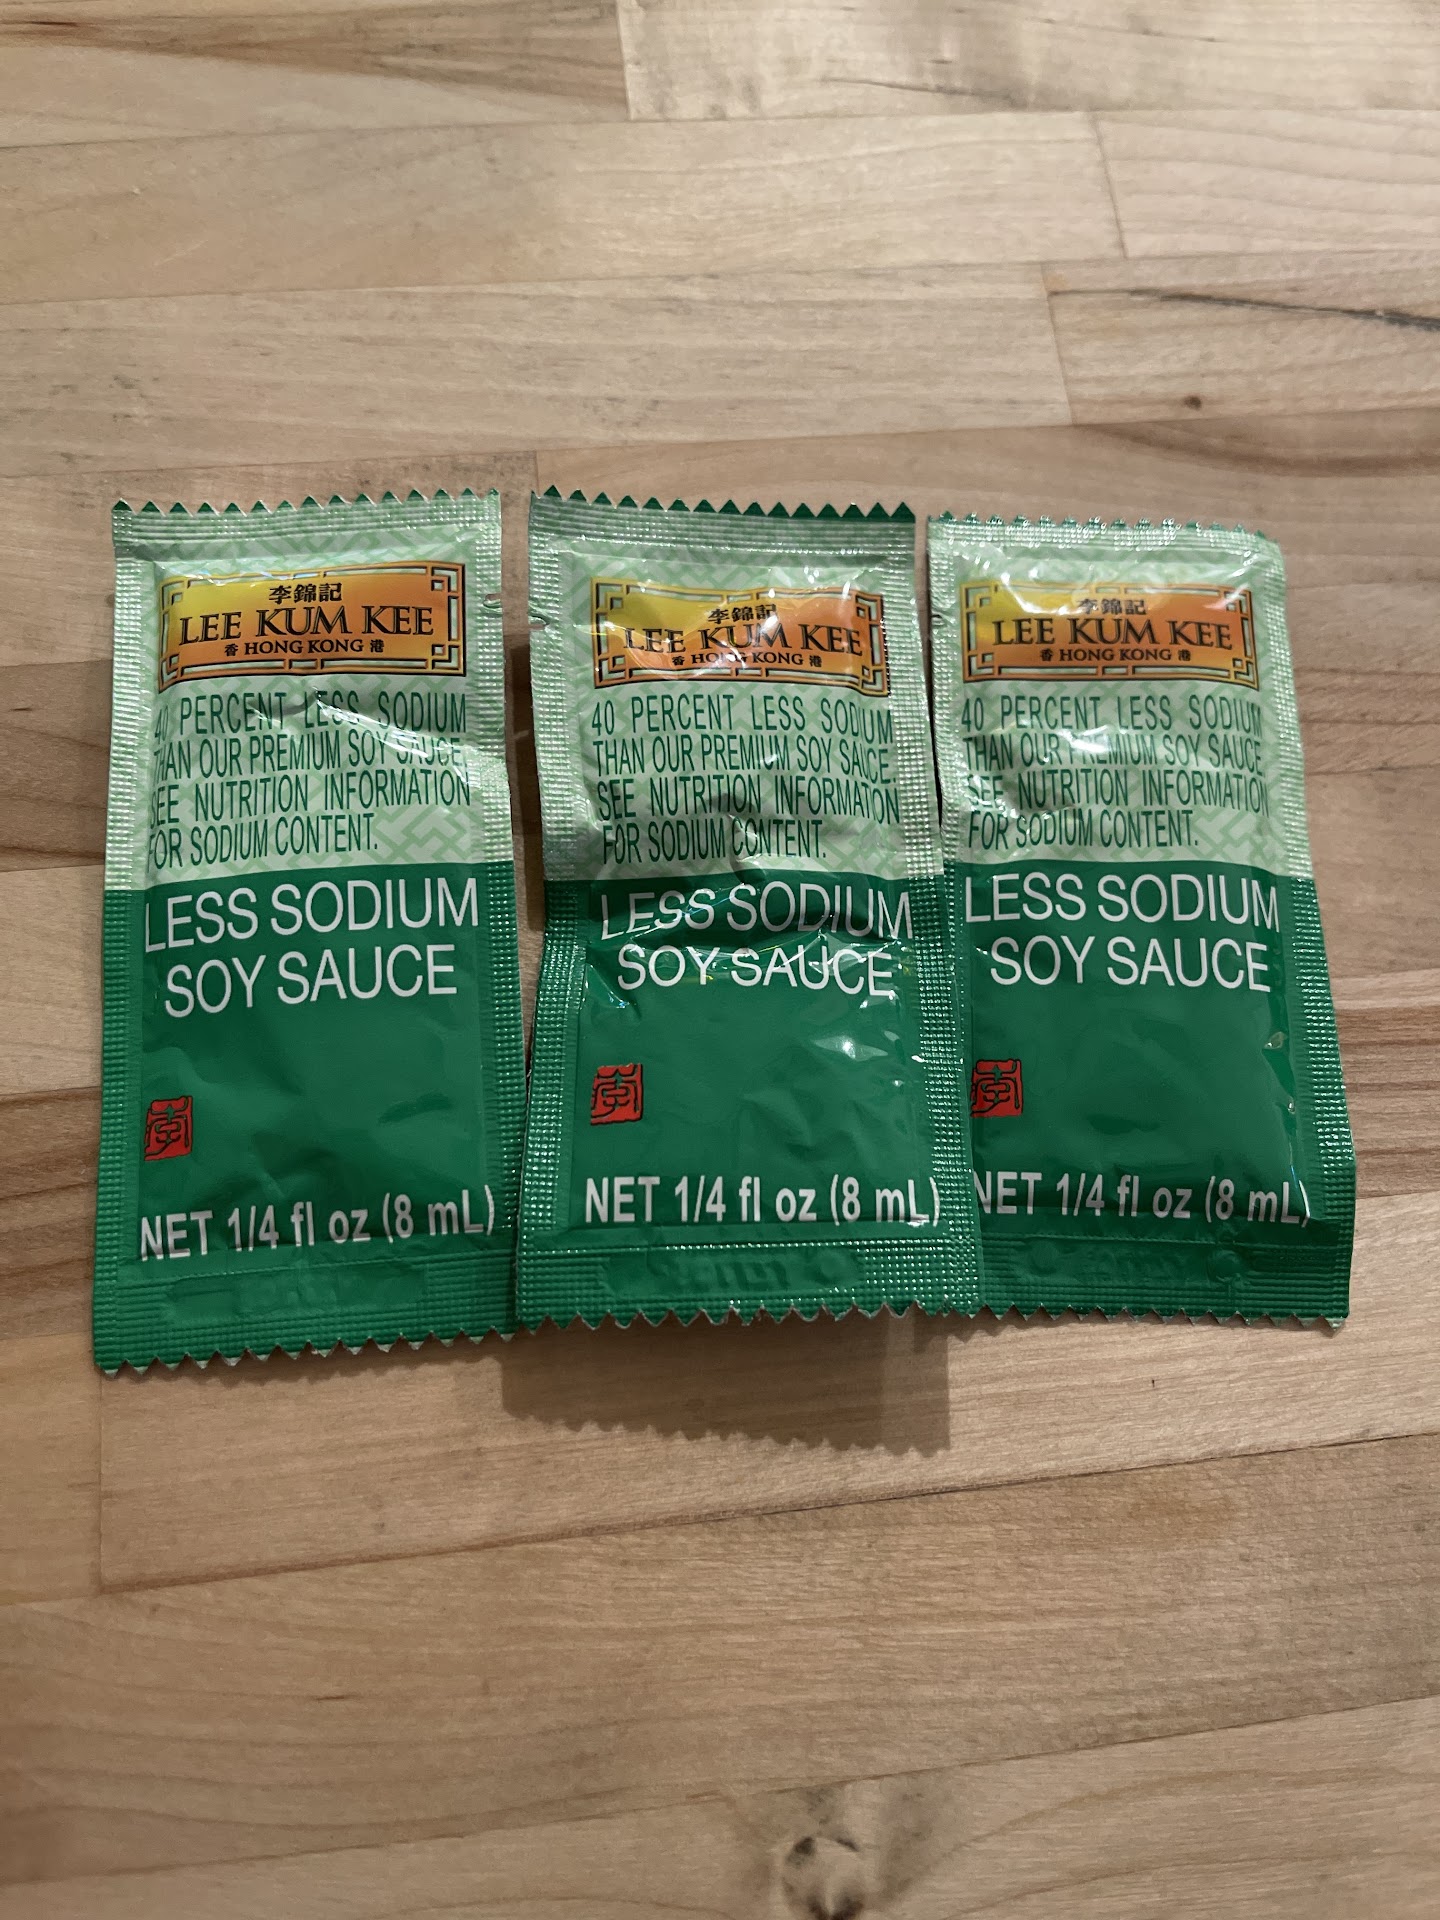 李錦記
LEE KUM KEE
香 HONG KONG 港
40 PERCENT LESS SODIUM
THAN OUR PREMIUM SOY SAUCE.
SEE NUTRITION INFORMATION
FOR SODIUM CONTENT.
LESS SODIUM
SOY SAUCE
李
NET 1/4 fl oz (8 mL)
李錦記
LEE KUM KEE
香 HONG KONG 港
40 PERCENT LESS SODIUM
THAN OUR PREMIUM SOY SAUCE.
SEE NUTRITION INFORMATION
FOR SODIUM CONTENT.
LESS SODIUM
SOY SAUCE
李
NET 1/4 fl oz (8 mL)
李錦記
LEE KUM KEE
香 HONG KONG 港
40 PERCENT LESS SODIUM
THAN OUR PREMIUM SOY SAUCE.
SEE NUTRITION INFORMATION
FOR SODIUM CONTENT.
LESS SODIUM
SOY SAUCE
李
NET 1/4 fl oz (8 mL)